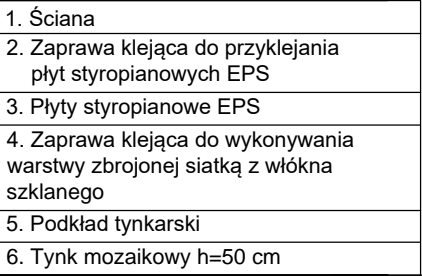 1. Ściana
2. Zaprawa klejąca do przyklejania
płyt styropianowych EPS
3. Płyty styropianowe EPS
4. Zaprawa klejąca do wykonywania
warstwy zbrojonej siatką z włókna
szklanego
5. Podkład tynkarski
6. Tynk mozaikowy h=50 cm